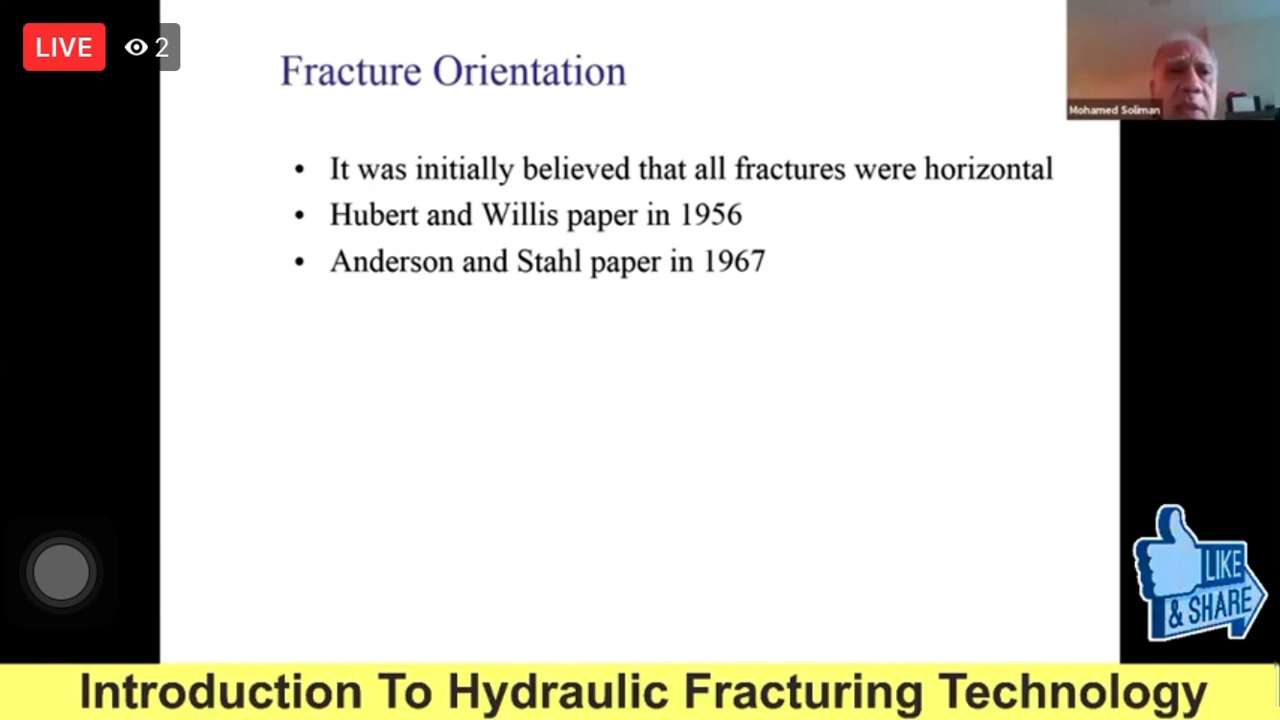 LIVE 2
Fracture Orientation
Mohamed Soliman
• It was initially believed that all fractures were horizontal
• Hubert and Willis paper in 1956
• Anderson and Stahl paper in 1967
LIKE
& SHARE
Introduction To Hydraulic Fracturing Technology